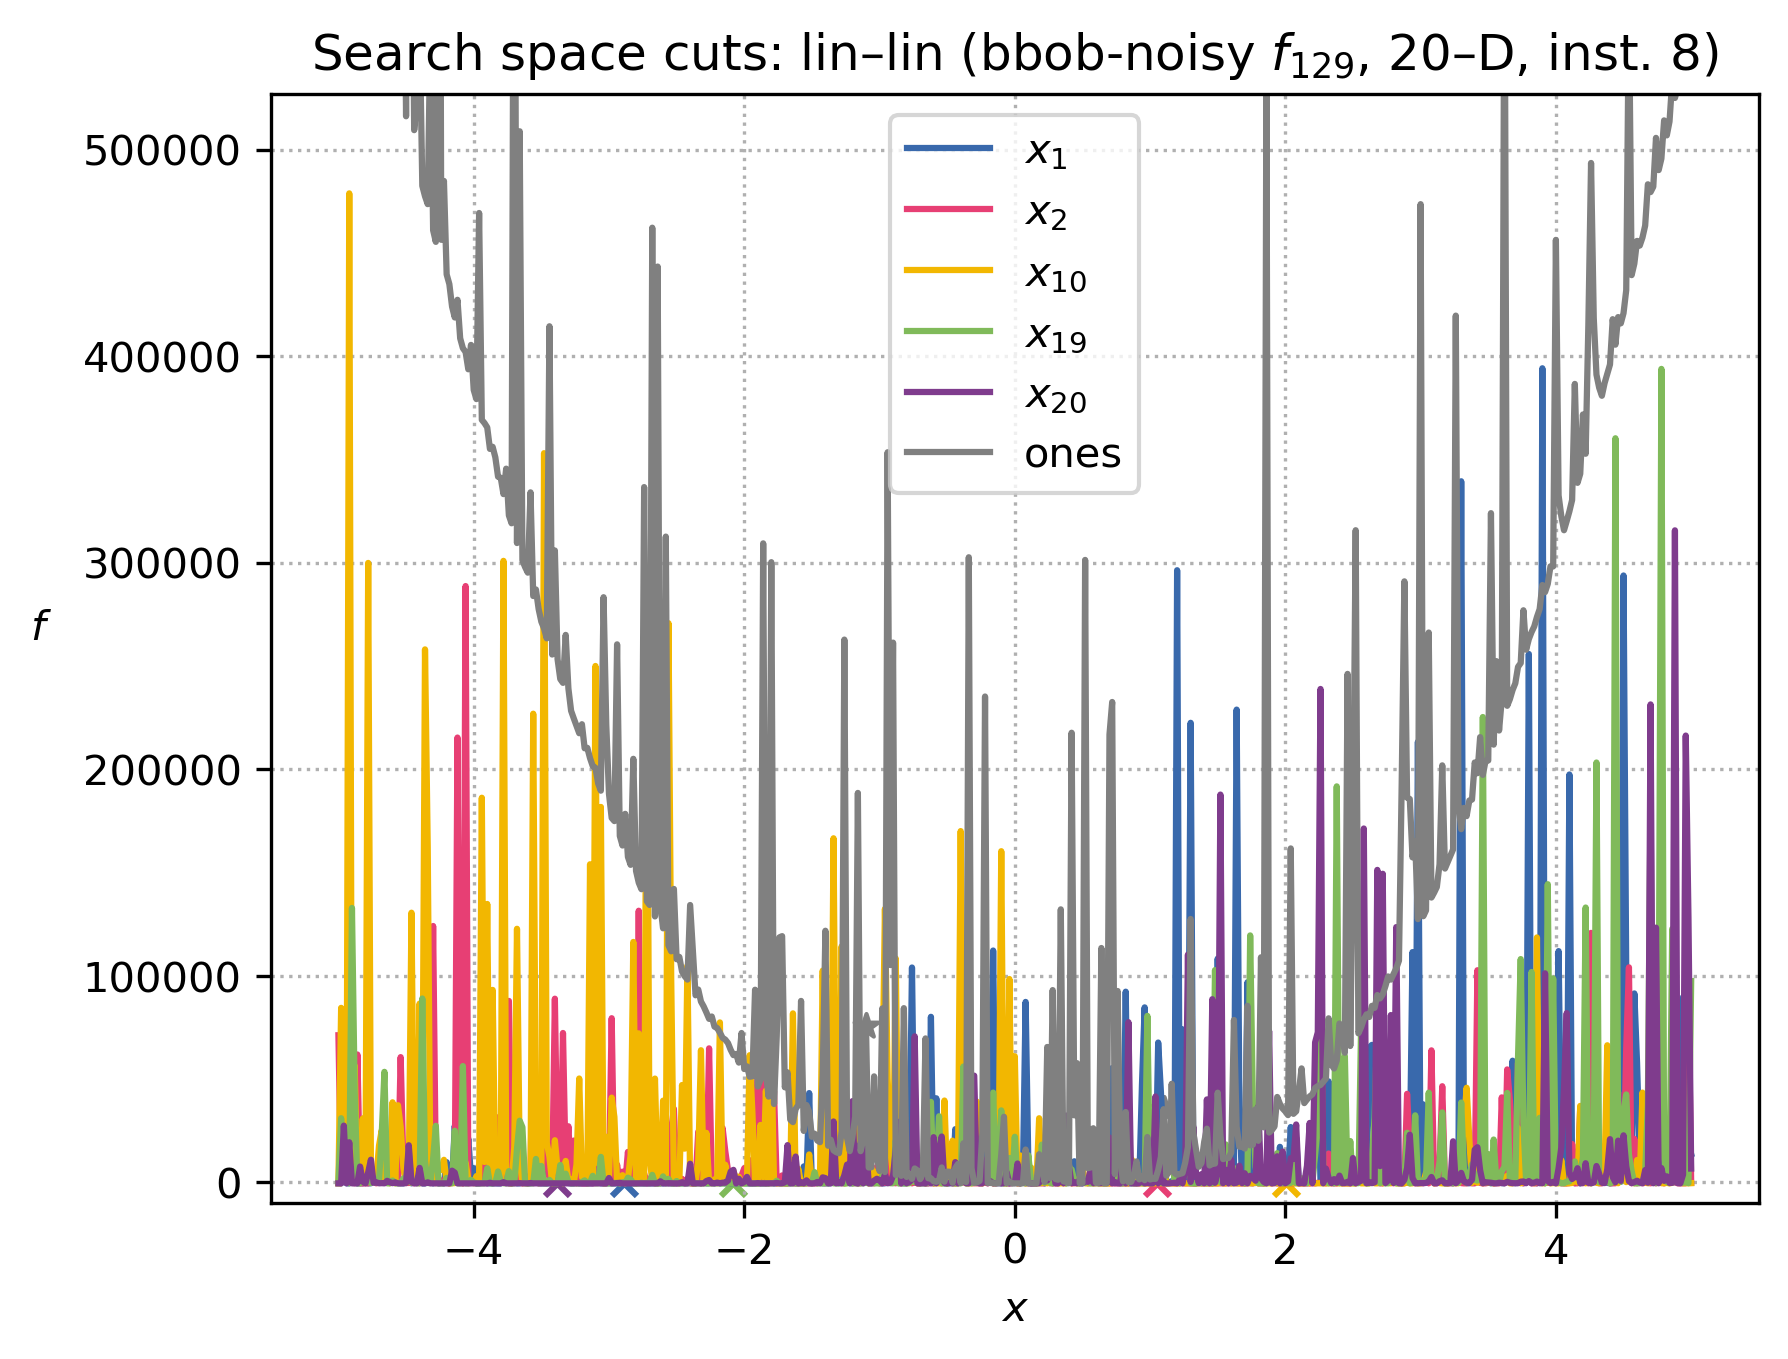 Search space cuts: lin–lin (bbob-noisy f₁₂₉, 20–D, inst. 8)
x₁
x₂
x₁₀
x₁₉
x₂₀
ones
500000
400000
300000
200000
100000
0
f
−4
−2
0
2
4
x